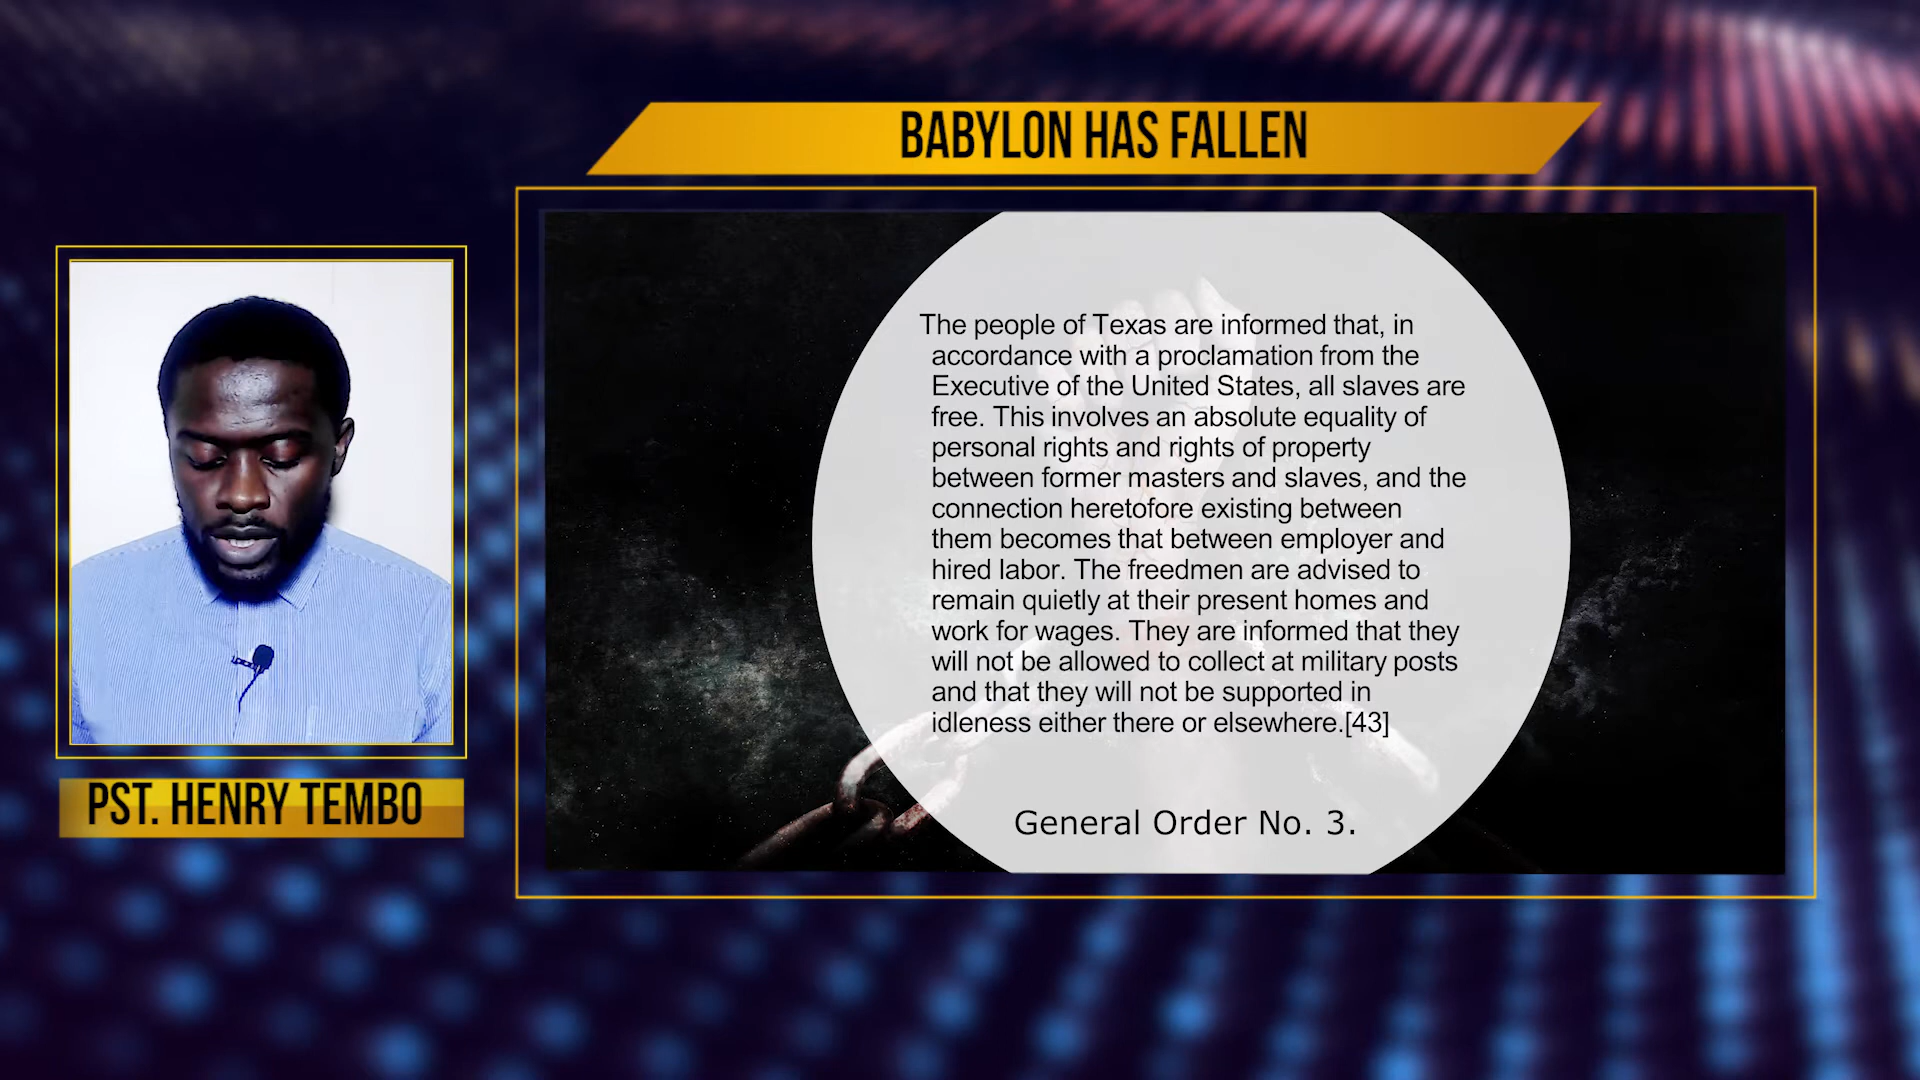 BABYLON HAS FALLEN
The people of Texas are informed that, in
accordance with a proclamation from the
Executive of the United States, all slaves are
free. This involves an absolute equality of
personal rights and rights of property
between former masters and slaves, and the
connection heretofore existing between
them becomes that between employer and
hired labor. The freedmen are advised to
remain quietly at their present homes and
work for wages. They are informed that they
will not be allowed to collect at military posts
and that they will not be supported in
idleness either there or elsewhere.[43]
General Order No. 3.
PST. HENRY TEMBO